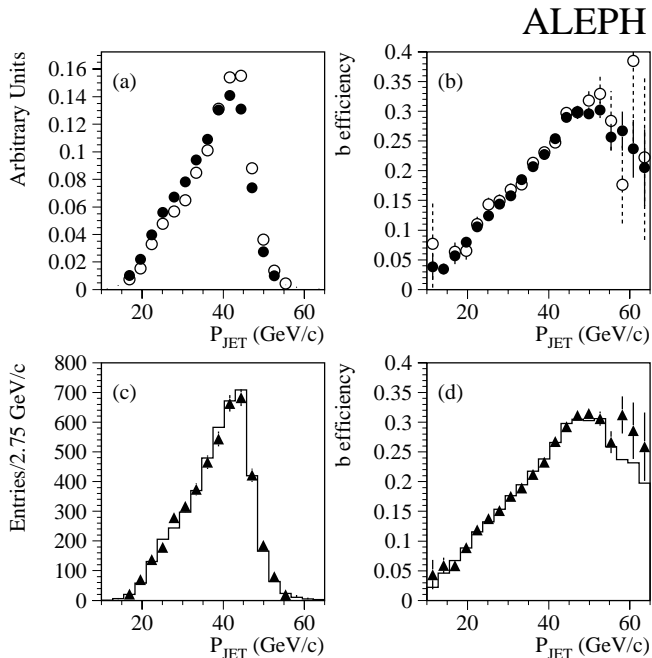 ALEPH
Arbitrary Units
(a)
0.16
0.14
0.12
0.1
0.08
0.06
0.04
0.02
0
20 40 60
P_JET (GeV/c)
b efficiency
(b)
0.4
0.35
0.3
0.25
0.2
0.15
0.1
0.05
0
20 40 60
P_JET (GeV/c)
Entries/2.75 GeV/c
(c)
800
700
600
500
400
300
200
100
0
20 40 60
P_JET (GeV/c)
b efficiency
(d)
0.4
0.35
0.3
0.25
0.2
0.15
0.1
0.05
0
20 40 60
P_JET (GeV/c)